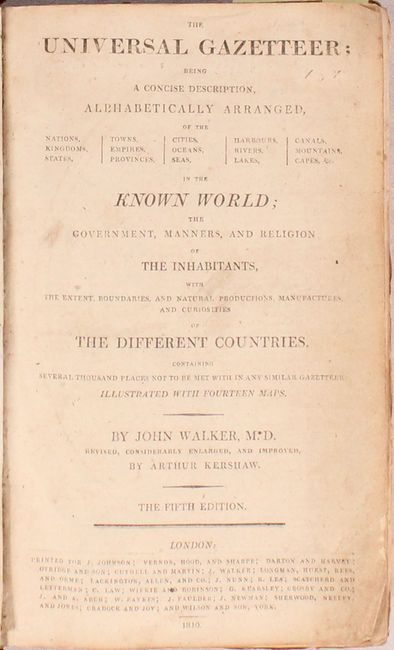 THE
UNIVERSAL GAZETTEER;
BEING
A CONCISE DESCRIPTION,
ALPHABETICALLY ARRANGED,
OF THE
NATIONS, TOWNS, CITIES, HARBOURS, CANALS,
KINGDOMS, EMPIRES, OCEANS, RIVERS, MOUNTAINS,
STATES, PROVINCES, SEAS, LAKES, CAPES, &c.
IN THE
KNOWN WORLD;
THE
GOVERNMENT, MANNERS, AND RELIGION
OF
THE INHABITANTS,
WITH
THE EXTENT, BOUNDARIES, AND NATURAL PRODUCTIONS, MANUFACTURES,
AND CURIOSITIES
OF
THE DIFFERENT COUNTRIES.
CONTAINING
SEVERAL THOUSAND PLACES NOT TO BE MET WITH IN ANY SIMILAR GAZETTEER.
ILLUSTRATED WITH FOURTEEN MAPS.
BY JOHN WALKER, M.D.
REVISED, CONSIDERABLY ENLARGED, AND IMPROVED,
BY ARTHUR KERSHAW.
THE FIFTH EDITION.
LONDON:
PRINTED FOR J. JOHNSON; VERNOR, HOOD, AND SHARPE; DARTON AND HARVEY;
OTRIDGE AND SON; CUTHELL AND MARTIN; J. WALKER; LONGMAN, HURST, REES,
AND ORME; LACKINGTON, ALLEN, AND CO.; J. NUNN; R. LEA; SCATCHERD AND
LETTERMAN; C. LAW; WILKIE AND ROBINSON; G. KEARSLEY; CROSBY AND CO.;
J. AND A. ARCH; W. BAYNES; J. FAULDER; J. NEWMAN; SHERWOOD, NEELEY,
AND JONES; CRADOCK AND JOY; AND WILSON AND SON, YORK.
1810.